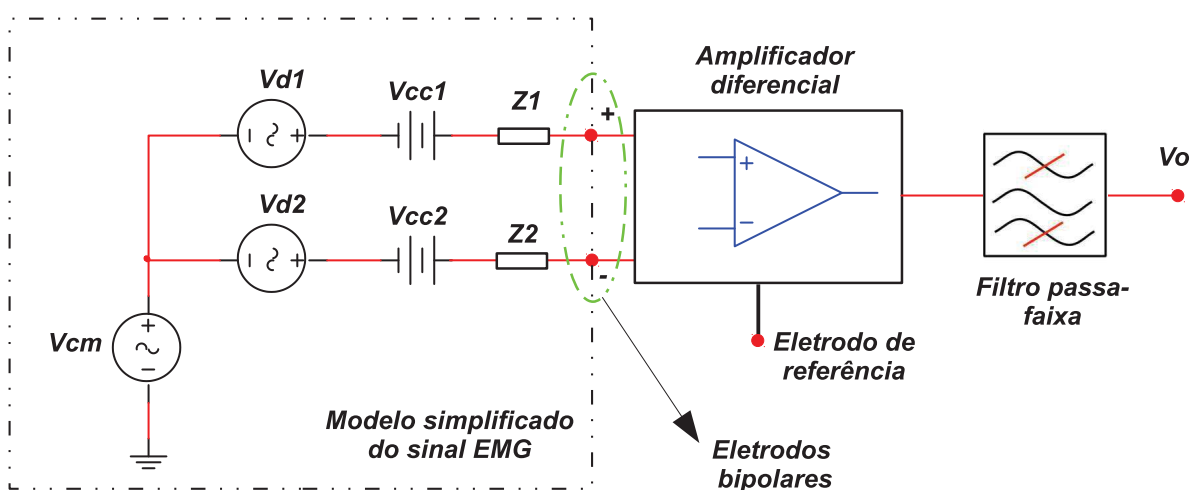 Vd1
Vcc1
Z1
+
Amplificador
diferencial
+
-
Vd2
Vcc2
Z2
-
Vo
Filtro passa-
faixa
Vcm
Eletrodo de
referência
Modelo simplificado
do sinal EMG
Eletrodos
bipolares